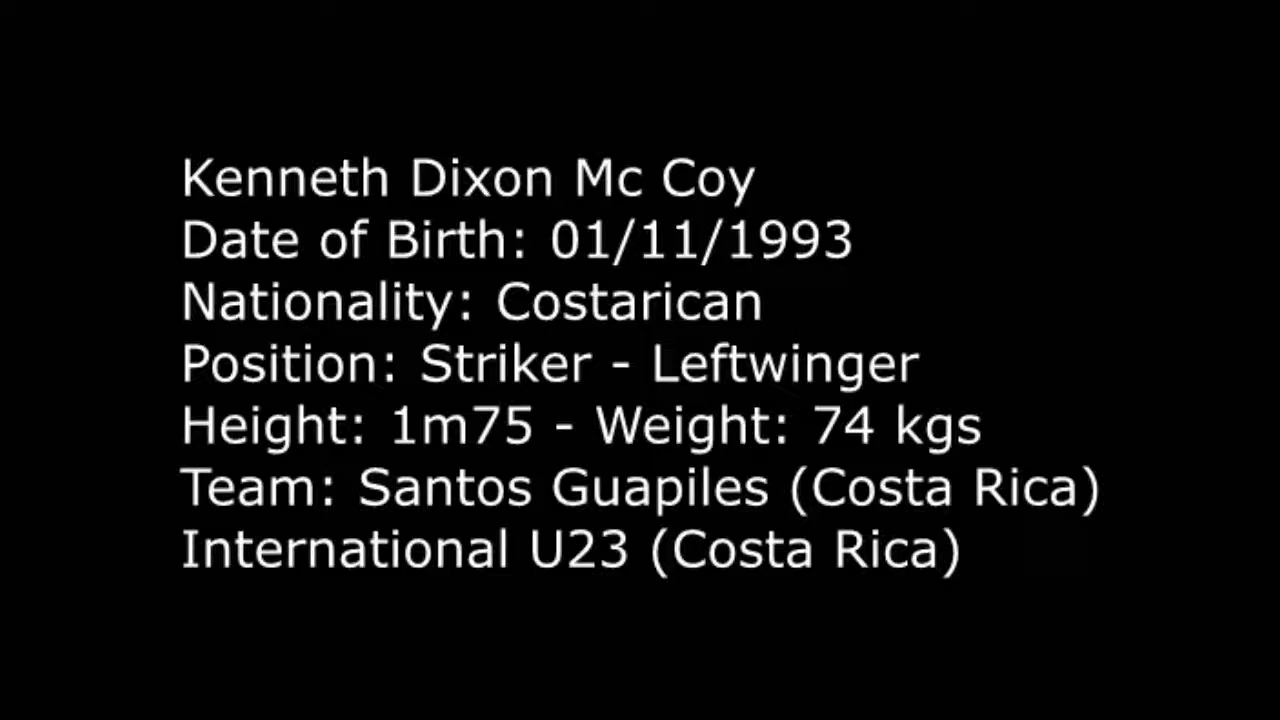 Kenneth Dixon Mc Coy
Date of Birth: 01/11/1993
Nationality: Costarican
Position: Striker - Leftwinger
Height: 1m75 - Weight: 74 kgs
Team: Santos Guapiles (Costa Rica)
International U23 (Costa Rica)